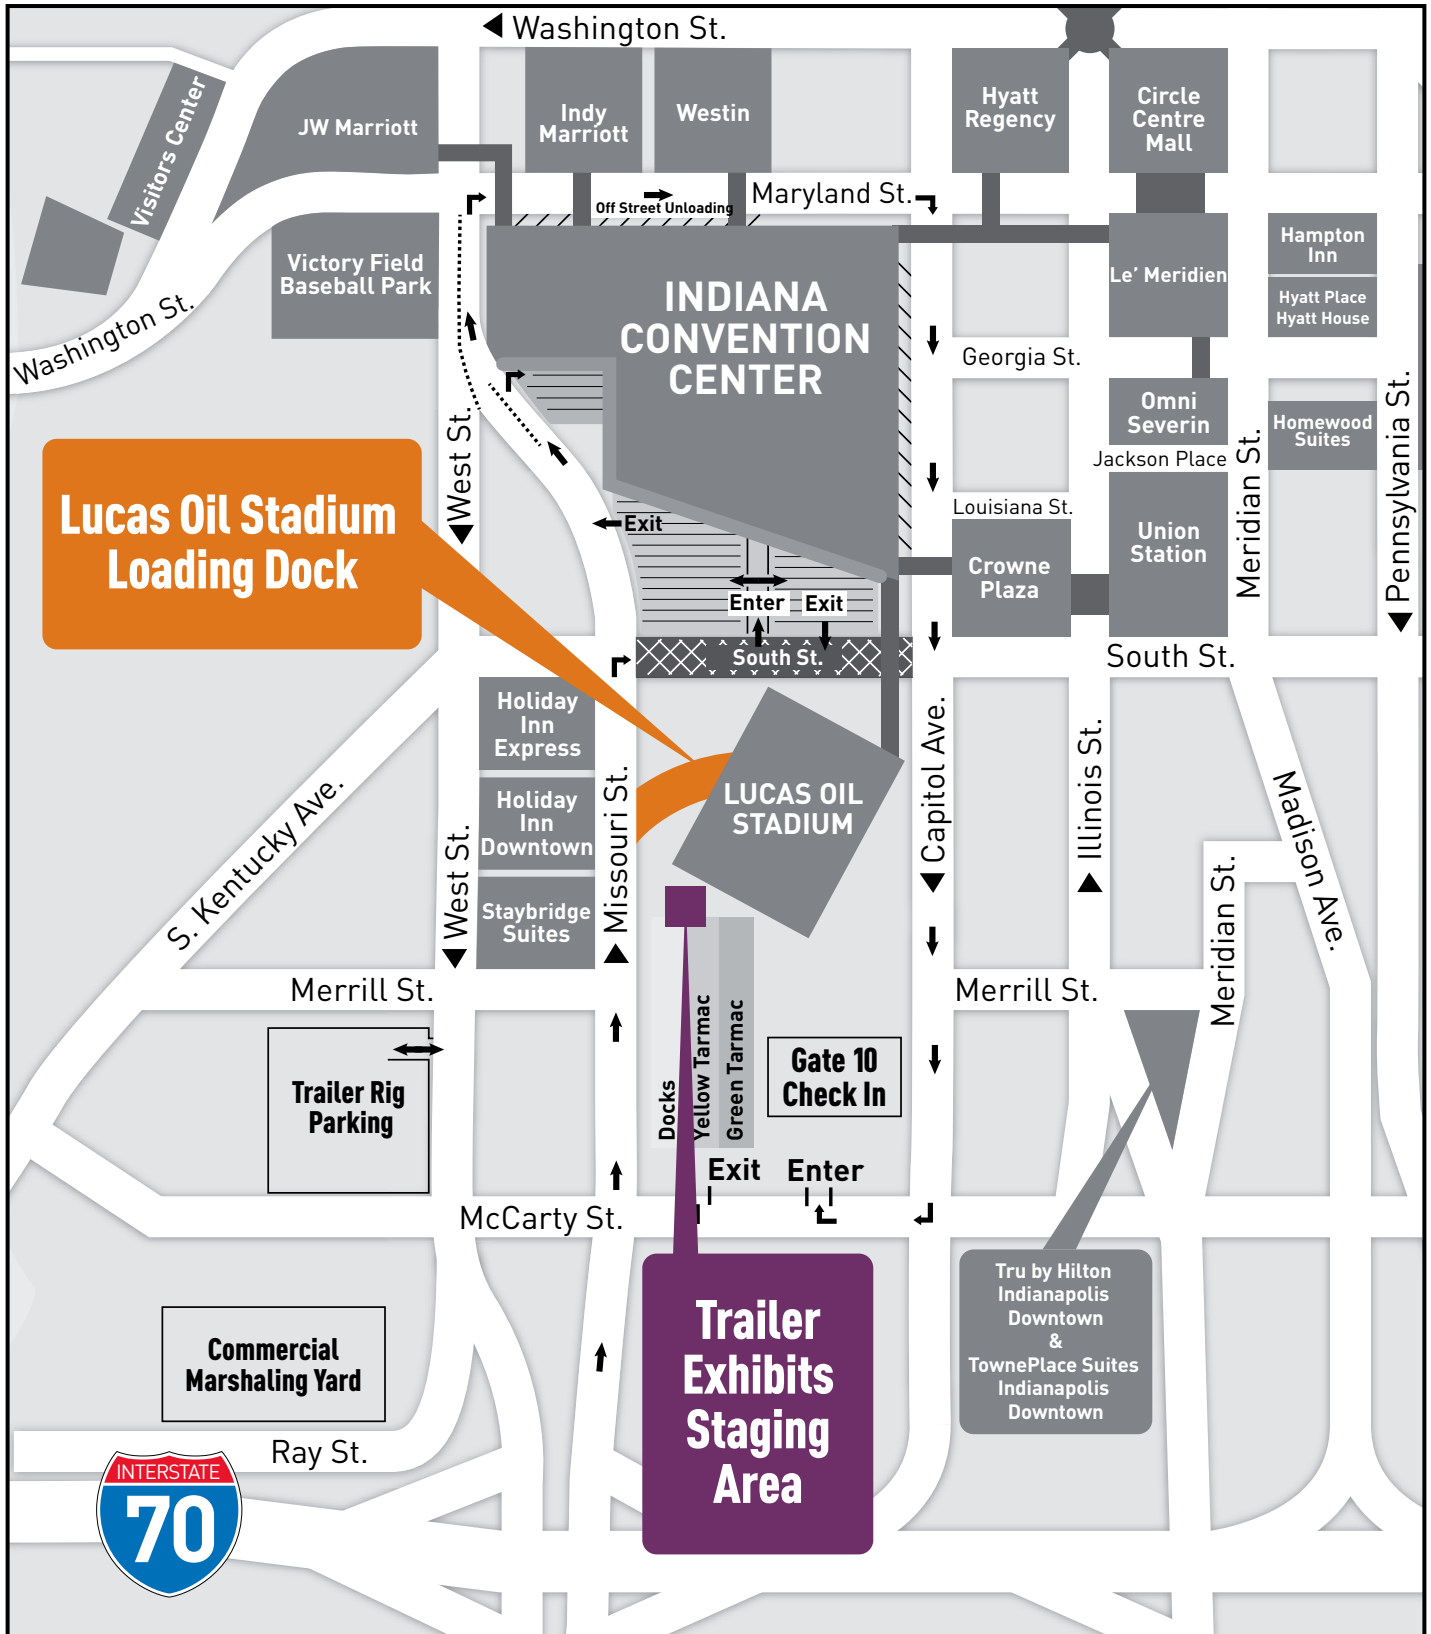 Washington St.
Visitors Center
JW Marriott
Indy
Marriott
Westin
Hyatt
Regency
Circle
Centre
Mall
Off Street Unloading
Maryland St.
Victory Field
Baseball Park
INDIANA
CONVENTION
CENTER
Le’ Meridien
Hampton
Inn
Hyatt Place
Hyatt House
Washington St.
Georgia St.
Omni
Severin
Homewood
Suites
Jackson Place
West St.
Meridian St.
Pennsylvania St.
Lucas Oil Stadium
Loading Dock
Exit
Louisiana St.
Union
Station
Crowne
Plaza
Enter
Exit
South St.
South St.
Holiday
Inn
Express
Holiday
Inn
Downtown
Staybridge
Suites
LUCAS OIL
STADIUM
S. Kentucky Ave.
West St.
Missouri St.
Capitol Ave.
Illinois St.
Madison Ave.
Meridian St.
Merrill St.
Merrill St.
Trailer Rig
Parking
Docks
Yellow Tarmac
Green Tarmac
Gate 10
Check In
Exit
Enter
McCarty St.
Trailer
Exhibits
Staging
Area
Tru by Hilton
Indianapolis
Downtown
&
TownePlace Suites
Indianapolis
Downtown
Commercial
Marshaling Yard
Ray St.
INTERSTATE
70